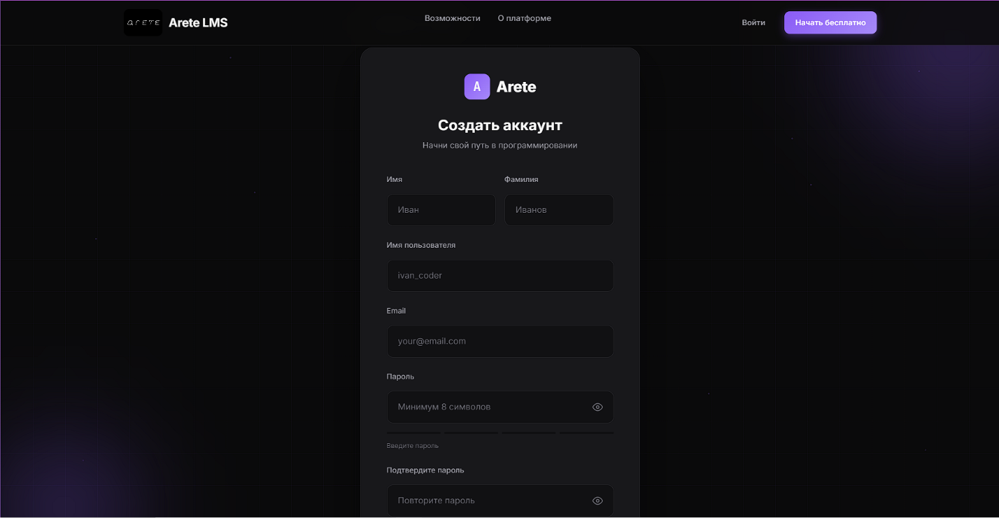 arete Arete LMS Возможности О платформе Войти Начать бесплатно
A Arete
Создать аккаунт
Начни свой путь в программировании
Имя Фамилия
Иван Иванов
Имя пользователя
ivan_coder
Email
your@email.com
Пароль
Минимум 8 символов
Введите пароль
Подтвердите пароль
Повторите пароль